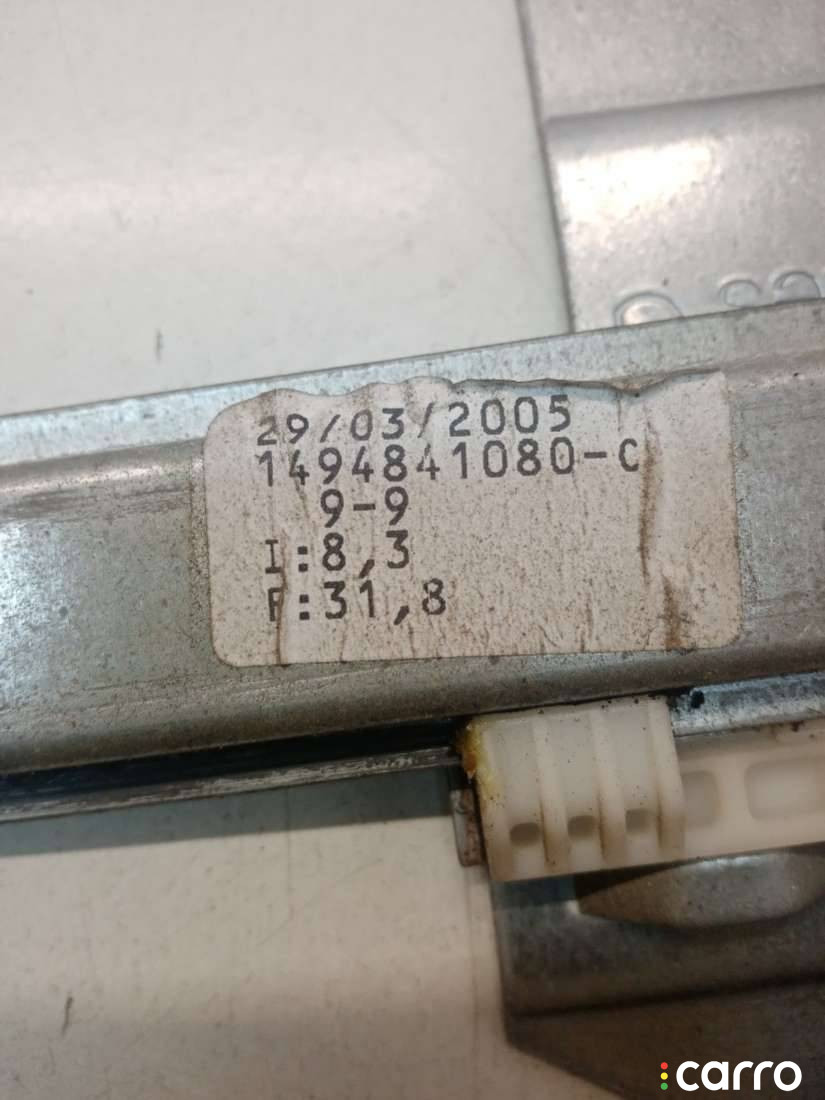 29/03/2005
1494841080-C
9-9
I:8,3
F:31,8
carro